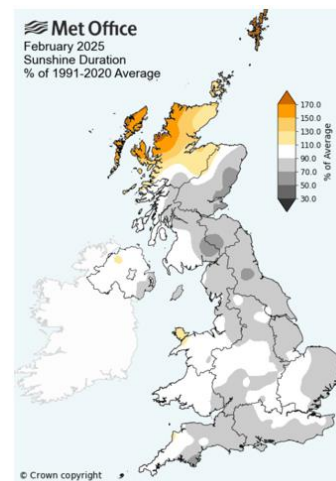 Met Office
February 2025
Sunshine Duration
% of 1991-2020 Average
170.0
150.0
130.0
110.0
90.0
70.0
50.0
30.0
% of Average
© Crown copyright